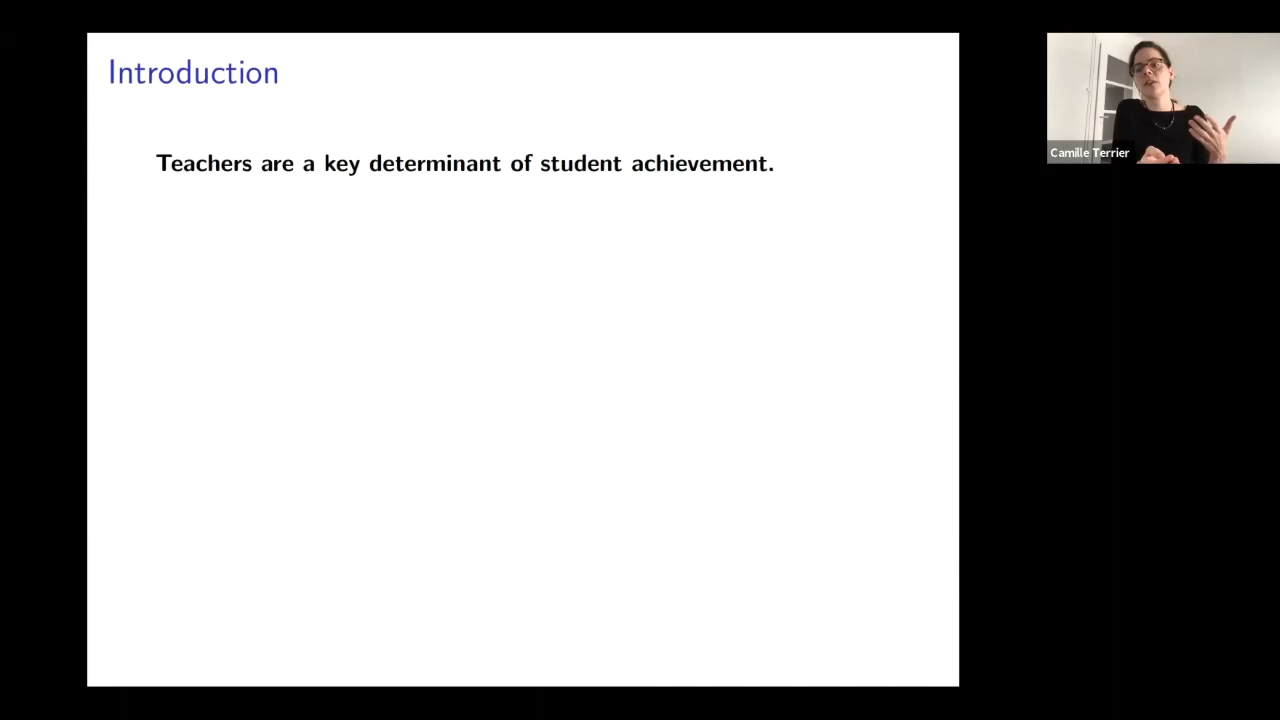 Introduction
Teachers are a key determinant of student achievement.
Camille Terrier